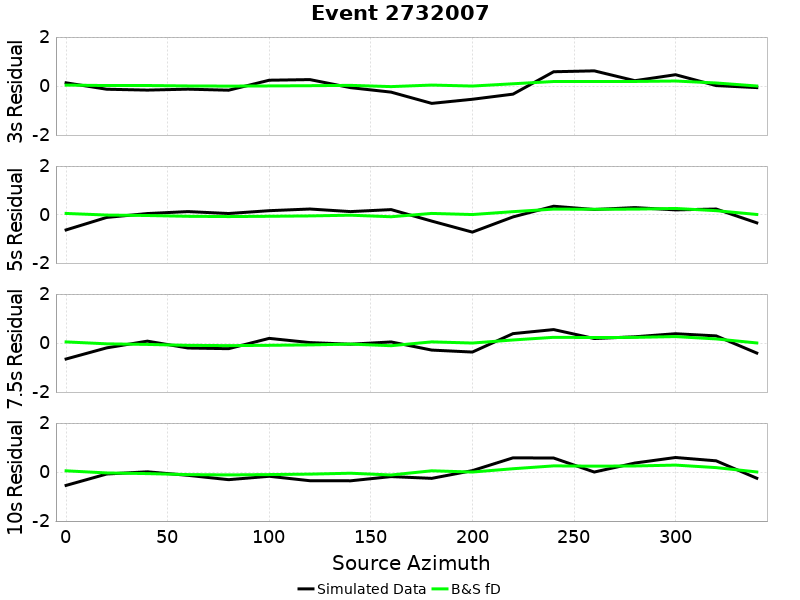 Event 2732007
3s Residual
2
0
-2
5s Residual
2
0
-2
7.5s Residual
2
0
-2
10s Residual
2
0
-2
0 50 100 150 200 250 300
Source Azimuth
Simulated Data B&S fD